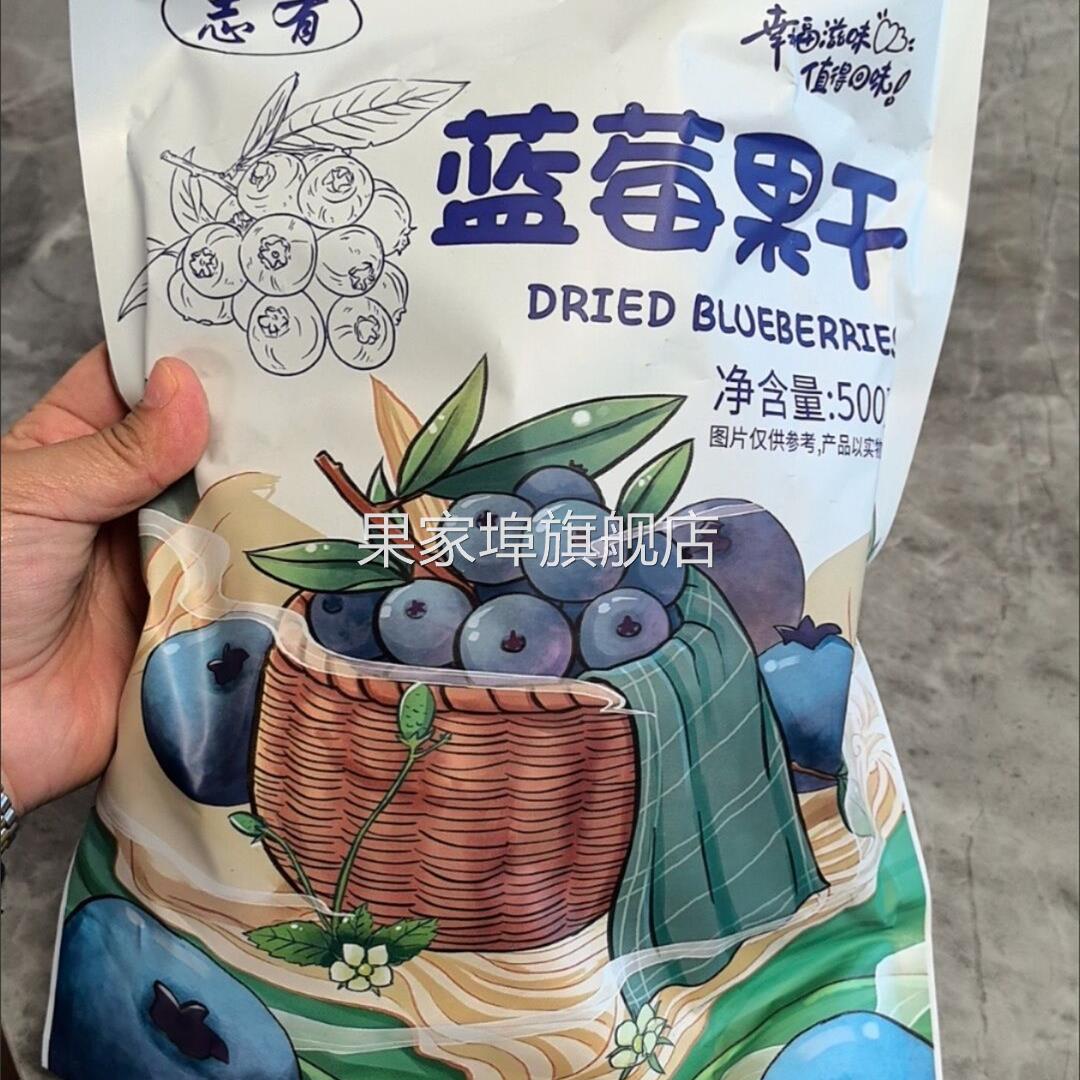 志有
幸福滋味
值得回味!
蓝莓果干
DRIED BLUEBERRIES
净含量:500
图片仅供参考,产品以实物
果家埠旗舰店